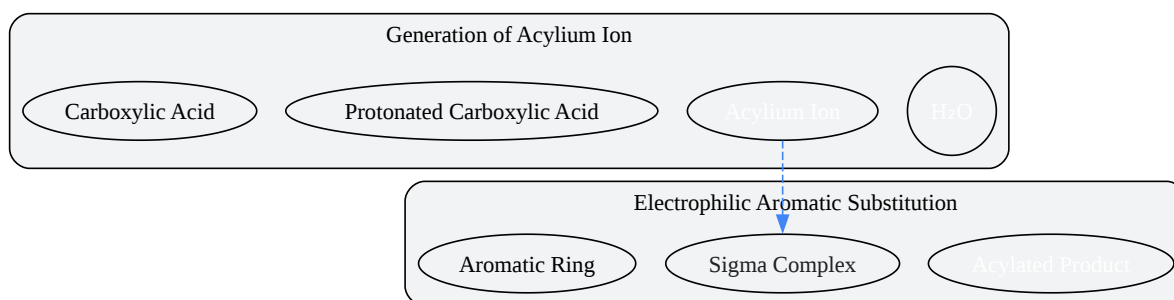 Generation of Acylium Ion
Carboxylic Acid
Protonated Carboxylic Acid
Acylium Ion
H₂O
Electrophilic Aromatic Substitution
Aromatic Ring
Sigma Complex
Acylated Product